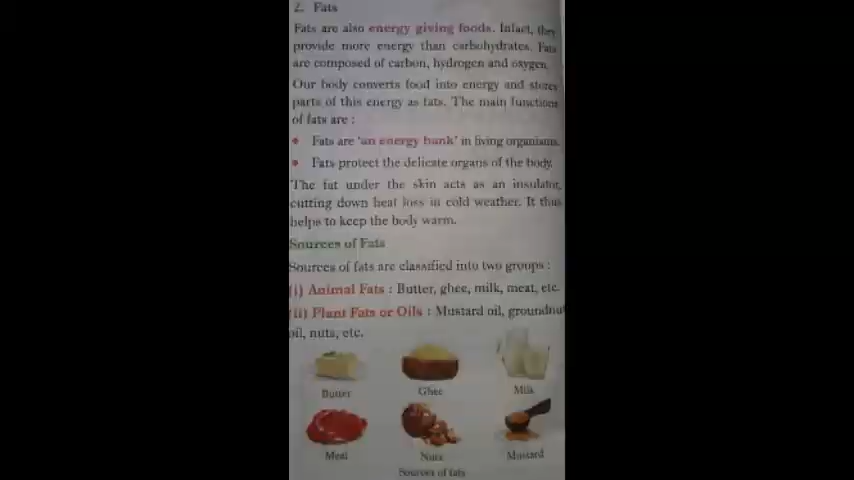 2. Fats
Fats are also energy giving foods. Infact, they
provide more energy than carbohydrates. Fats
are composed of carbon, hydrogen and oxygen.
Our body converts food into energy and stores
parts of this energy as fats. The main functions
of fats are :
• Fats are 'an energy bank' in living organisms.
• Fats protect the delicate organs of the body.
The fat under the skin acts as an insulator,
cutting down heat loss in cold weather. It thus
helps to keep the body warm.
Sources of Fats
Sources of fats are classified into two groups :
(i) Animal Fats : Butter, ghee, milk, meat, etc.
(ii) Plant Fats or Oils : Mustard oil, groundnut
oil, nuts, etc.
Butter Ghee Milk
Meat Nuts Mustard
Sources of fats